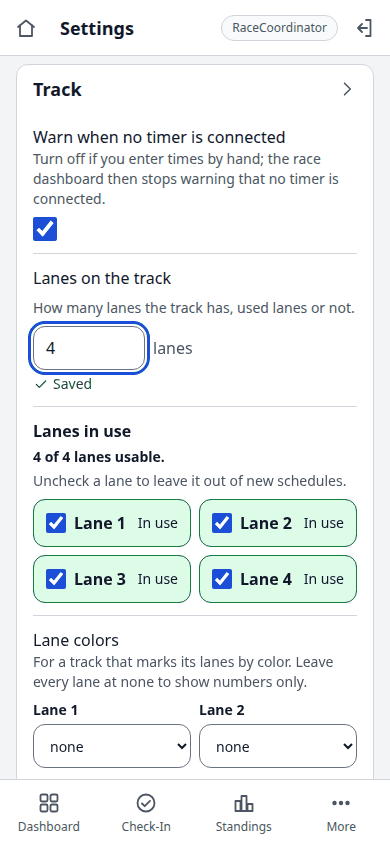 Settings
RaceCoordinator
Track
Warn when no timer is connected
Turn off if you enter times by hand; the race
dashboard then stops warning that no timer is
connected.
Lanes on the track
How many lanes the track has, used lanes or not.
4 lanes
Saved
Lanes in use
4 of 4 lanes usable.
Uncheck a lane to leave it out of new schedules.
Lane 1 In use
Lane 2 In use
Lane 3 In use
Lane 4 In use
Lane colors
For a track that marks its lanes by color. Leave
every lane at none to show numbers only.
Lane 1
Lane 2
none
none
Dashboard
Check-In
Standings
More